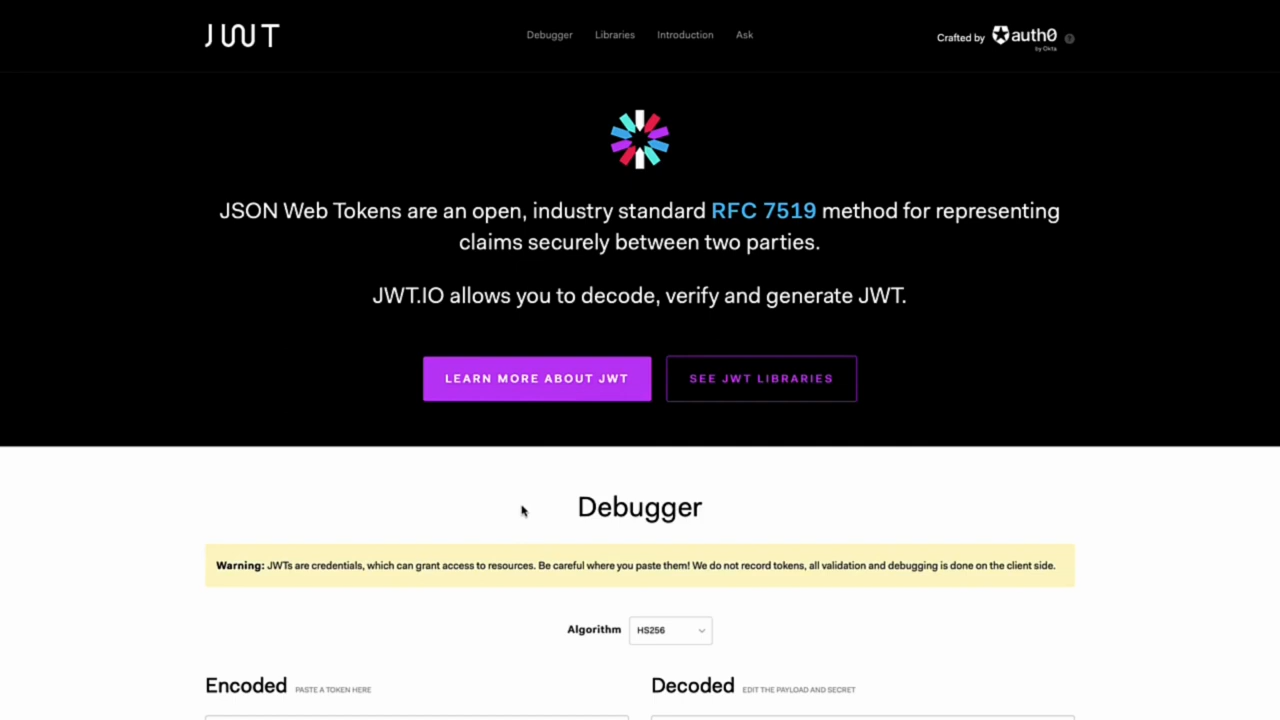 JWT
Debugger
Libraries
Introduction
Ask
Crafted by auth0
by Okta
?
JSON Web Tokens are an open, industry standard RFC 7519 method for representing
claims securely between two parties.
JWT.IO allows you to decode, verify and generate JWT.
LEARN MORE ABOUT JWT
SEE JWT LIBRARIES
Debugger
Warning: JWTs are credentials, which can grant access to resources. Be careful where you paste them! We do not record tokens, all validation and debugging is done on the client side.
Algorithm HS256
Encoded PASTE A TOKEN HERE
Decoded EDIT THE PAYLOAD AND SECRET